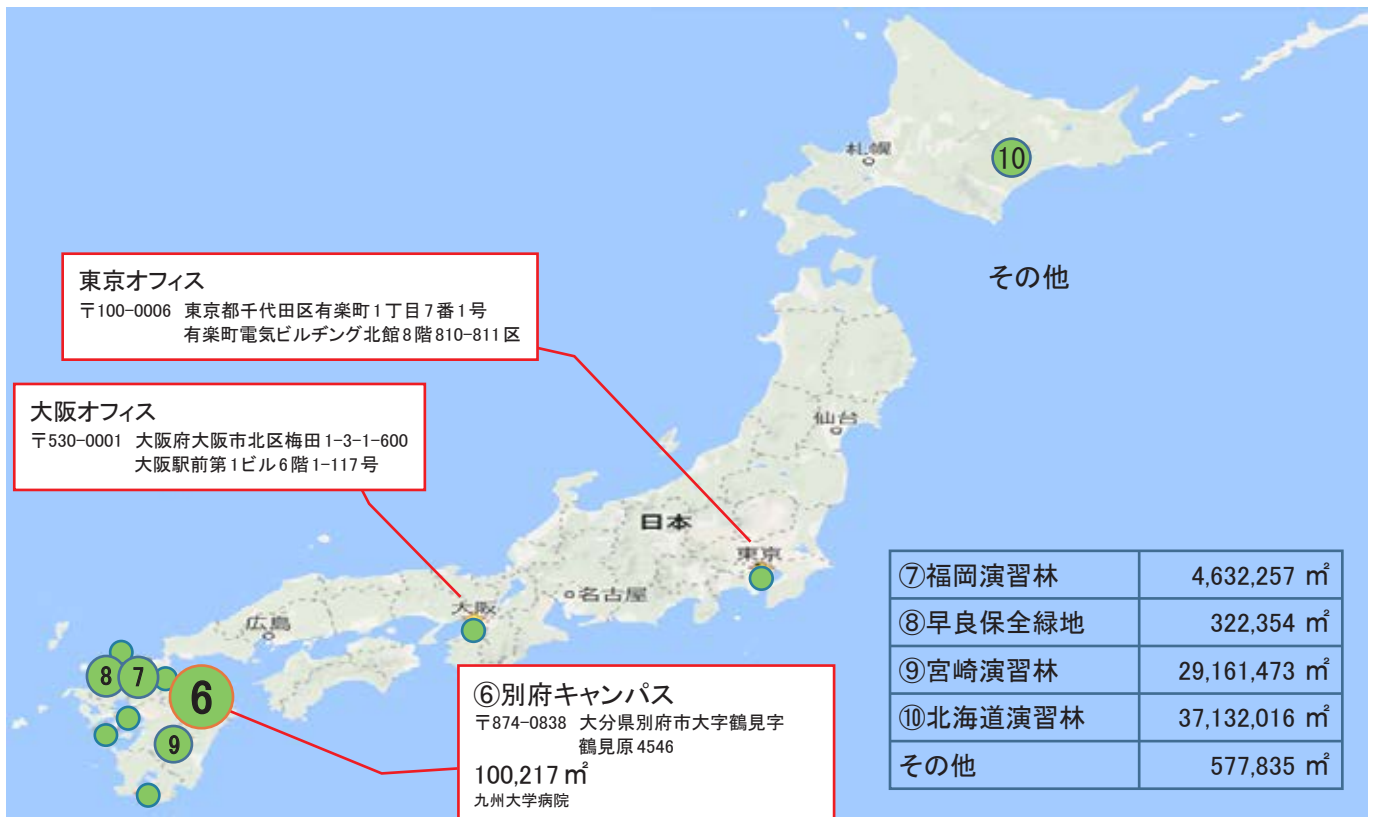 札幌
10
その他
東京オフィス
〒100-0006 東京都千代田区有楽町1丁目7番1号
有楽町電気ビルヂング北館8階810-811区
大阪オフィス
〒530-0001 大阪府大阪市北区梅田1-3-1-600
大阪駅前第1ビル6階1-117号
仙台
日本
東京
名古屋
大阪
広島
8
7
6
9
⑥別府キャンパス
〒874-0838 大分県別府市大字鶴見字
鶴見原4546
100,217㎡
九州大学病院
⑦福岡演習林 4,632,257 ㎡
⑧早良保全緑地 322,354 ㎡
⑨宮崎演習林 29,161,473 ㎡
⑩北海道演習林 37,132,016 ㎡
その他 577,835 ㎡